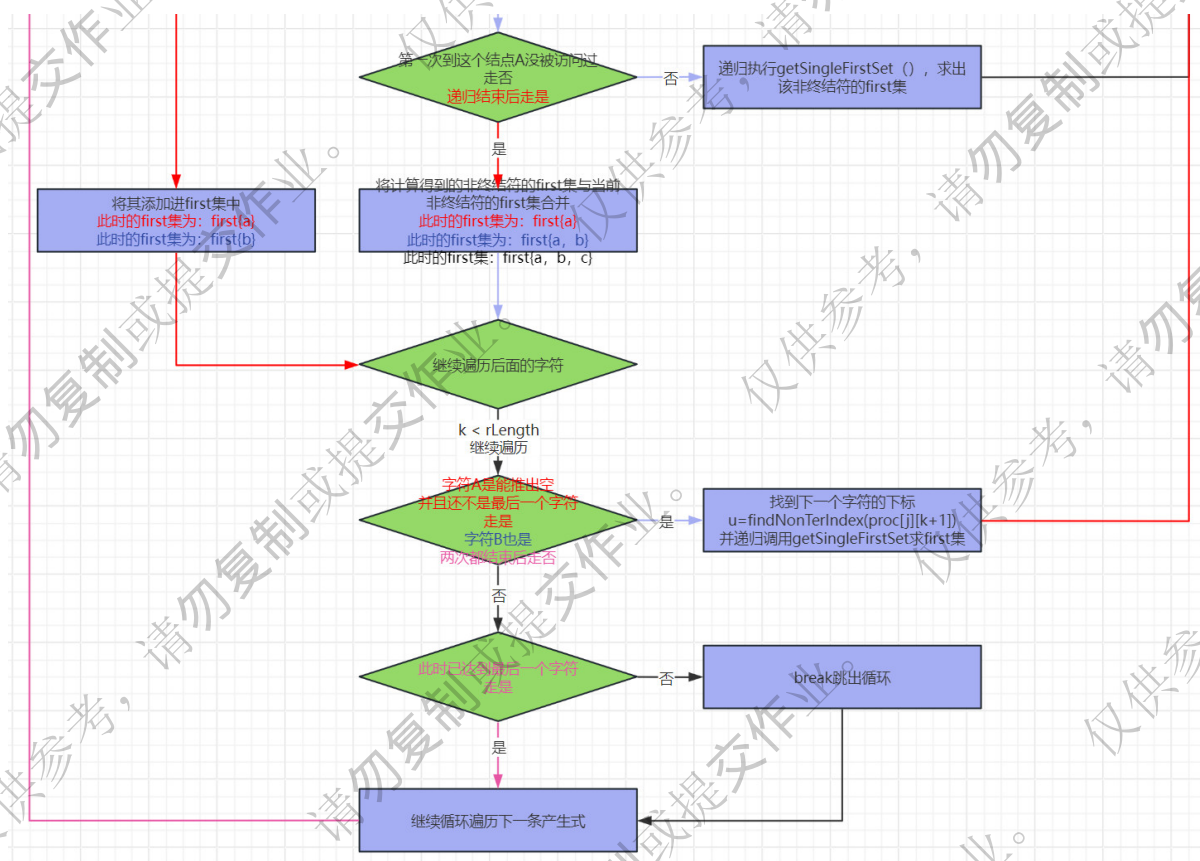 第一次到这个结点A没被访问过
走否
递归结束后走是
否
递归执行getSingleFirstSet（），求出
该非终结符的first集
是
将其添加进first集中
此时的first集为：first{a}
此时的first集为：first{b}
将计算得到的非终结符的first集与当前
非终结符的first集合并
此时的first集为：first{a}
此时的first集为：first{a，b}
此时的first集：first{a，b，c}
继续遍历后面的字符
k < rLength
继续遍历
字符A是能推出空
并且还不是最后一个字符
走是
字符B也是
两次都结束后走否
是
找到下一个字符的下标
u=findNonTerIndex(proc[j][k+1])
并递归调用getSingleFirstSet求first集
否
此时已达到最后一个字符
走是
否
break跳出循环
是
继续循环遍历下一条产生式
仅供参考，请勿复制或提交作业。